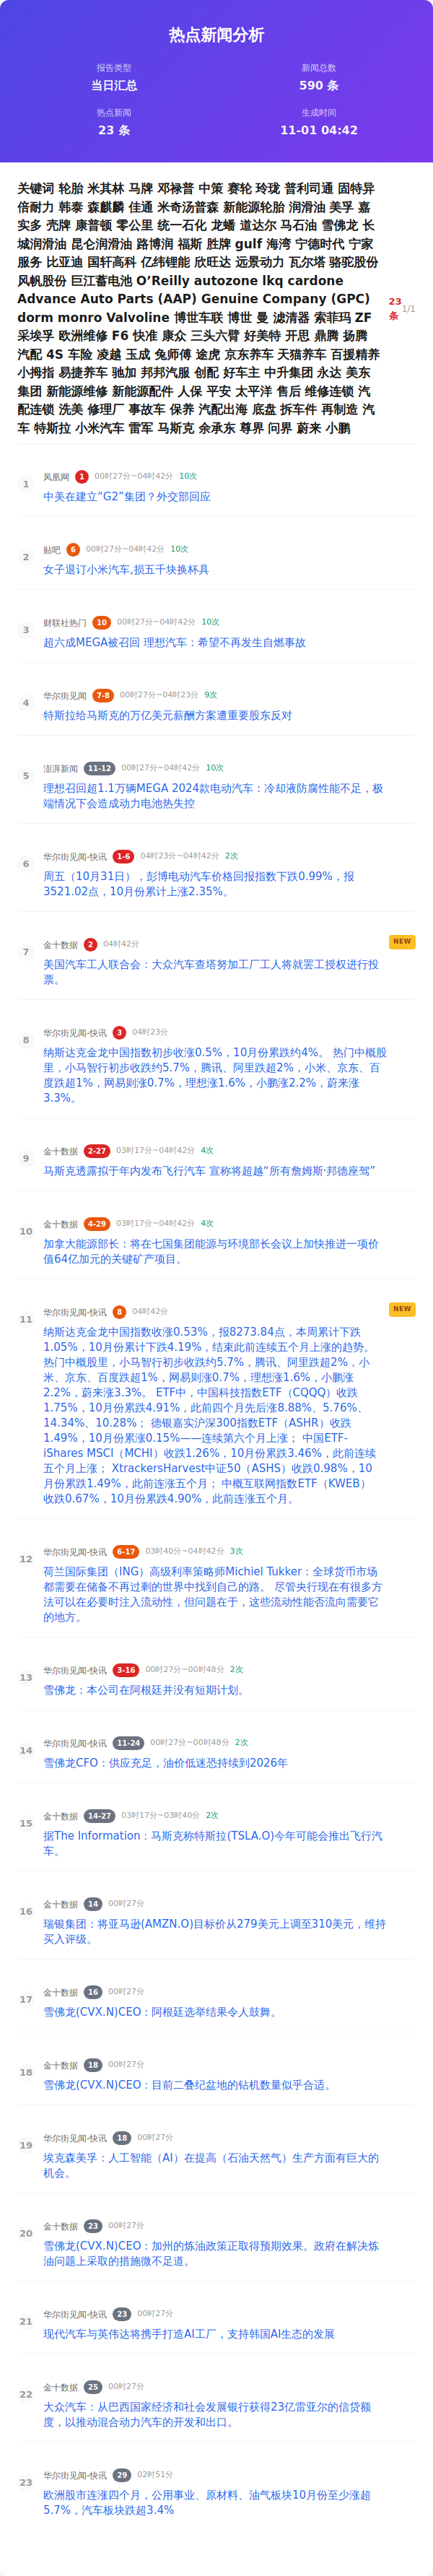 热点新闻分析
报告类型
当日汇总
新闻总数
590 条
热点新闻
23 条
生成时间
11-01 04:42
关键词 轮胎 米其林 马牌 邓禄普 中策 赛轮 玲珑 普利司通 固特异
倍耐力 韩泰 森麒麟 佳通 米奇汤普森 新能源轮胎 润滑油 美孚 嘉
实多 壳牌 康普顿 零公里 统一石化 龙蟠 道达尔 马石油 雪佛龙 长
城润滑油 昆仑润滑油 路博润 福斯 胜牌 gulf 海湾 宁德时代 宁家
服务 比亚迪 国轩高科 亿纬锂能 欣旺达 远景动力 瓦尔塔 骆驼股份
风帆股份 巨江蓄电池 O’Reilly autozone lkq cardone
Advance Auto Parts (AAP) Genuine Company (GPC)
dorm monro Valvoline 博世车联 博世 曼 滤清器 索菲玛 ZF
采埃孚 欧洲维修 F6 快准 康众 三头六臂 好美特 开思 鼎腾 扬腾
汽配 4S 车险 凌越 玉成 兔师傅 途虎 京东养车 天猫养车 百援精养
小拇指 易捷养车 驰加 邦邦汽服 创配 好车主 中升集团 永达 美东
集团 新能源维修 新能源配件 人保 平安 太平洋 售后 维修连锁 汽
配连锁 洗美 修理厂 事故车 保养 汽配出海 底盘 拆车件 再制造 汽
车 特斯拉 小米汽车 雷军 马斯克 余承东 尊界 问界 蔚来 小鹏
23
条
1/1
1
凤凰网 1 00时27分~04时42分 10次
中美在建立“G2”集团？外交部回应
2
贴吧 6 00时27分~04时42分 10次
女子退订小米汽车,损五千块换杯具
3
财联社热门 10 00时27分~04时42分 10次
超六成MEGA被召回 理想汽车：希望不再发生自燃事故
4
华尔街见闻 7-8 00时27分~04时23分 9次
特斯拉给马斯克的万亿美元薪酬方案遭重要股东反对
5
澎湃新闻 11-12 00时27分~04时42分 10次
理想召回超1.1万辆MEGA 2024款电动汽车：冷却液防腐性能不足，极
端情况下会造成动力电池热失控
6
华尔街见闻-快讯 1-6 04时23分~04时42分 2次
周五（10月31日），彭博电动汽车价格回报指数下跌0.99%，报
3521.02点，10月份累计上涨2.35%。
7
金十数据 2 04时42分
NEW
美国汽车工人联合会：大众汽车查塔努加工厂工人将就罢工授权进行投
票。
8
华尔街见闻-快讯 3 04时23分
纳斯达克金龙中国指数初步收涨0.5%，10月份累跌约4%。 热门中概股
里，小马智行初步收跌约5.7%，腾讯、阿里跌超2%，小米、京东、百
度跌超1%，网易则涨0.7%，理想涨1.6%，小鹏涨2.2%，蔚来涨
3.3%。
9
金十数据 2-27 03时17分~04时42分 4次
马斯克透露拟于年内发布飞行汽车 宣称将超越“所有詹姆斯·邦德座驾”
10
金十数据 4-29 03时17分~04时42分 4次
加拿大能源部长：将在七国集团能源与环境部长会议上加快推进一项价
值64亿加元的关键矿产项目。
11
华尔街见闻-快讯 8 04时42分
NEW
纳斯达克金龙中国指数收涨0.53%，报8273.84点，本周累计下跌
1.05%，10月份累计下跌4.19%，结束此前连续五个月上涨的趋势。
热门中概股里，小马智行初步收跌约5.7%，腾讯、阿里跌超2%，小
米、京东、百度跌超1%，网易则涨0.7%，理想涨1.6%，小鹏涨
2.2%，蔚来涨3.3%。 ETF中，中国科技指数ETF（CQQQ）收跌
1.75%，10月份累跌4.91%，此前四个月先后涨8.88%、5.76%、
14.34%、10.28%； 德银嘉实沪深300指数ETF（ASHR）收跌
1.49%，10月份累涨0.15%——连续第六个月上涨； 中国ETF-
iShares MSCI（MCHI）收跌1.26%，10月份累跌3.46%，此前连续
五个月上涨； XtrackersHarvest中证50（ASHS）收跌0.98%，10
月份累跌1.49%，此前连涨五个月； 中概互联网指数ETF（KWEB）
收跌0.67%，10月份累跌4.90%，此前连涨五个月。
12
华尔街见闻-快讯 6-17 03时40分~04时42分 3次
荷兰国际集团（ING）高级利率策略师Michiel Tukker：全球货币市场
都需要在储备不再过剩的世界中找到自己的路。 尽管央行现在有很多方
法可以在必要时注入流动性，但问题在于，这些流动性能否流向需要它
的地方。
13
华尔街见闻-快讯 3-16 00时27分~00时48分 2次
雪佛龙：本公司在阿根廷并没有短期计划。
14
华尔街见闻-快讯 11-24 00时27分~00时48分 2次
雪佛龙CFO：供应充足，油价低迷恐持续到2026年
15
金十数据 14-27 03时17分~03时40分 2次
据The Information：马斯克称特斯拉(TSLA.O)今年可能会推出飞行汽
车。
16
金十数据 14 00时27分
瑞银集团：将亚马逊(AMZN.O)目标价从279美元上调至310美元，维持
买入评级。
17
金十数据 16 00时27分
雪佛龙(CVX.N)CEO：阿根廷选举结果令人鼓舞。
18
金十数据 18 00时27分
雪佛龙(CVX.N)CEO：目前二叠纪盆地的钻机数量似乎合适。
19
华尔街见闻-快讯 18 00时27分
埃克森美孚：人工智能（AI）在提高（石油天然气）生产方面有巨大的
机会。
20
金十数据 23 00时27分
雪佛龙(CVX.N)CEO：加州的炼油政策正取得预期效果。政府在解决炼
油问题上采取的措施微不足道。
21
华尔街见闻-快讯 23 00时27分
现代汽车与英伟达将携手打造AI工厂，支持韩国AI生态的发展
22
金十数据 25 00时27分
大众汽车：从巴西国家经济和社会发展银行获得23亿雷亚尔的信贷额
度，以推动混合动力汽车的开发和出口。
23
华尔街见闻-快讯 29 02时51分
欧洲股市连涨四个月，公用事业、原材料、油气板块10月份至少涨超
5.7%，汽车板块跌超3.4%